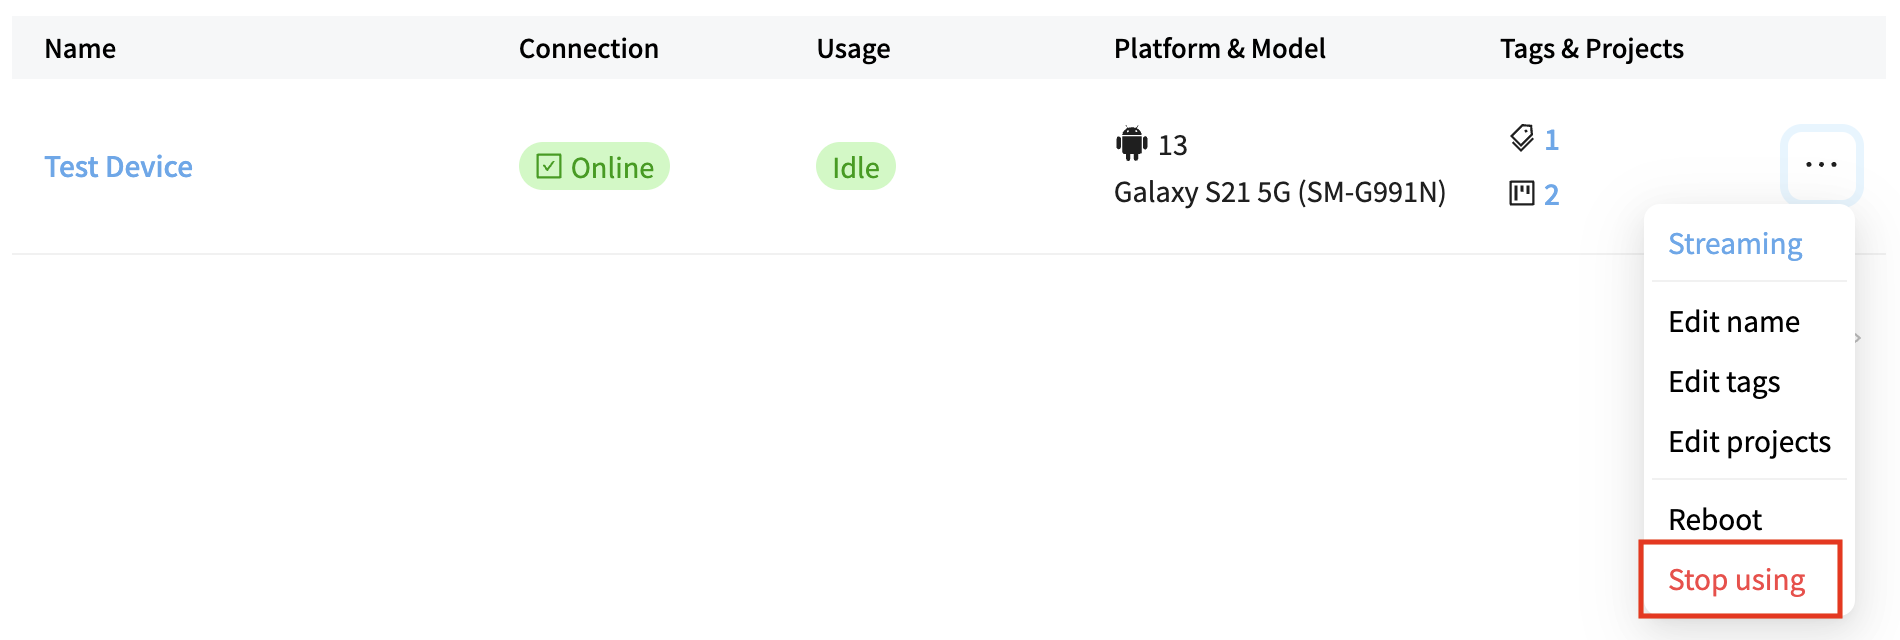 Name Connection Usage Platform & Model Tags & Projects
Test Device Online Idle 13 1
Galaxy S21 5G (SM-G991N) 2
Streaming
Edit name
Edit tags
Edit projects
Reboot
Stop using